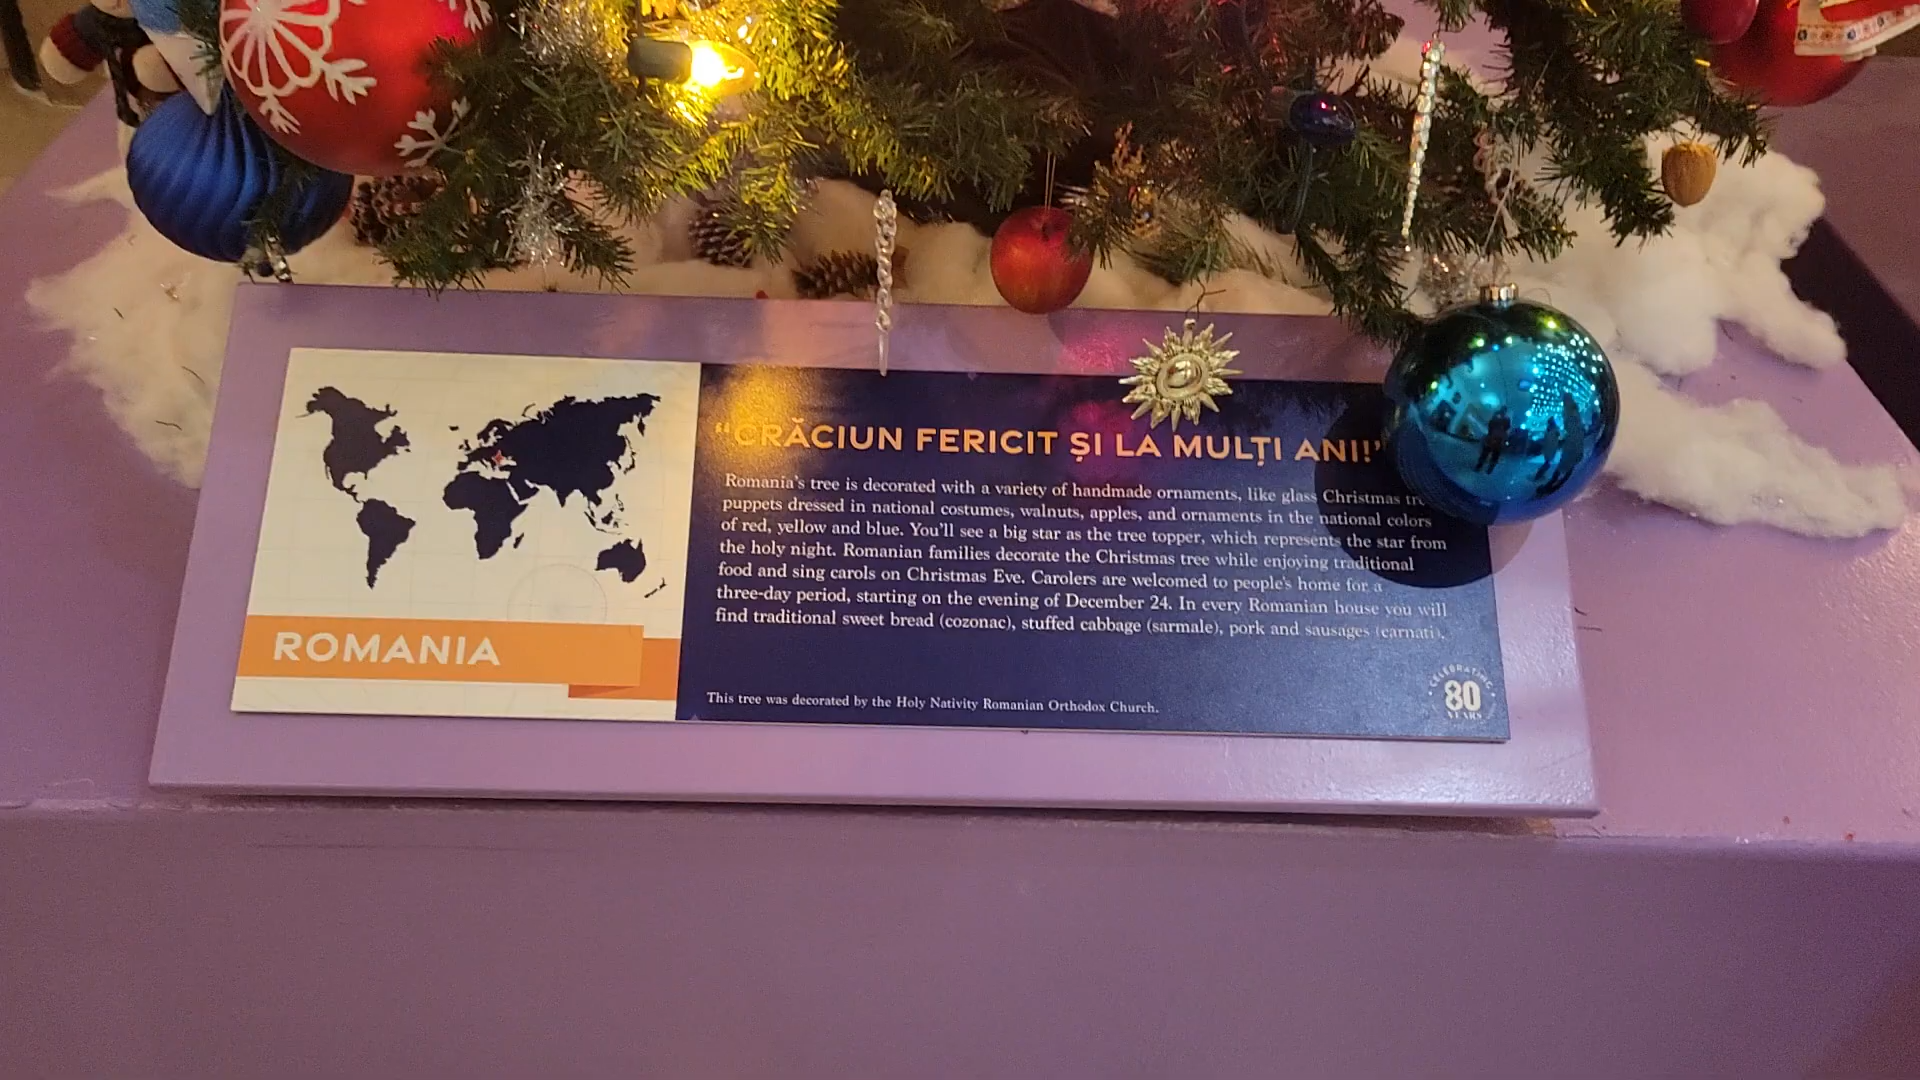 "CRĂCIUN FERICIT ȘI LA MULȚI ANI!"
Romania's tree is decorated with a variety of handmade ornaments, like glass Christmas
puppets dressed in national costumes, walnuts, apples, and ornaments in the national colors
of red, yellow and blue. You'll see a big star as the tree topper, which represents the star from
the holy night. Romanian families decorate the Christmas tree while enjoying traditional
food and sing carols on Christmas Eve. Carolers are welcomed to people's home for a
three-day period, starting on the evening of December 24. In every Romanian house you will
find traditional sweet bread (cozonac), stuffed cabbage (sarmale), pork and sausages (carnati).
ROMANIA
This tree was decorated by the Holy Nativity Romanian Orthodox Church.
CELEBRATING
80
YEARS